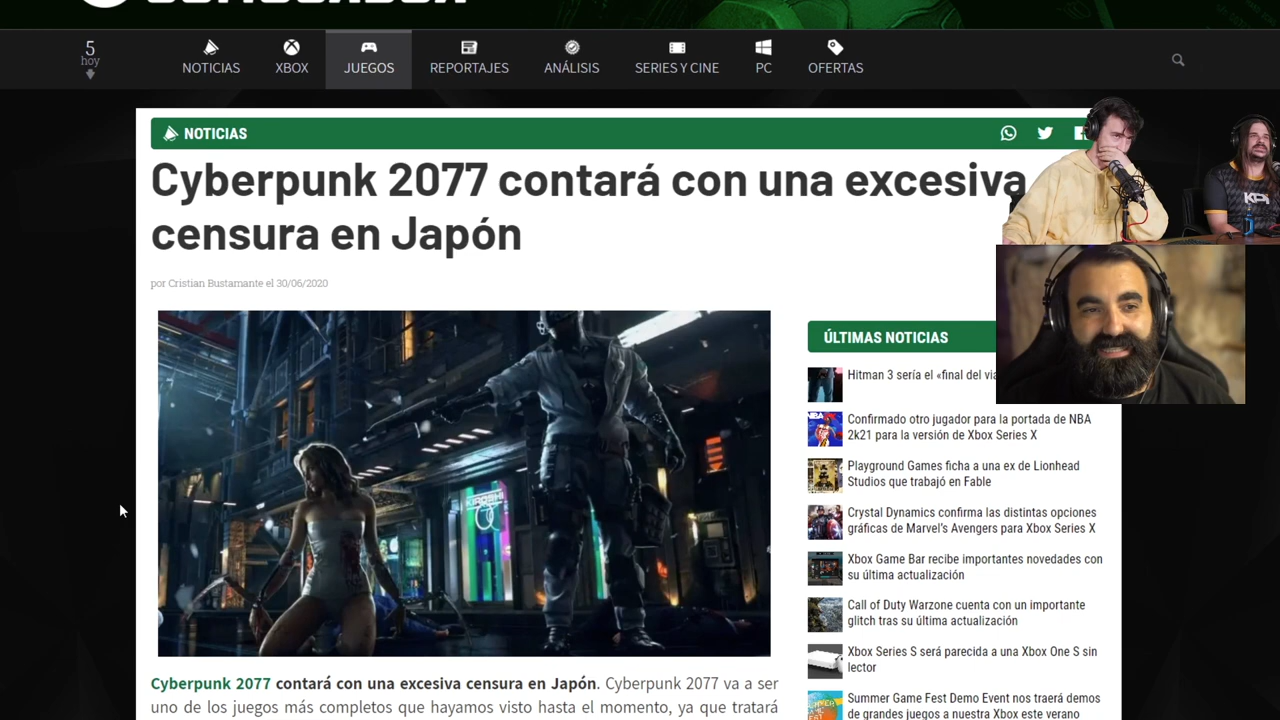 5
hoy
NOTICIAS
XBOX
JUEGOS
REPORTAJES
ANÁLISIS
SERIES Y CINE
PC
OFERTAS
NOTICIAS
Cyberpunk 2077 contará con una excesiva
censura en Japón
por Cristian Bustamante el 30/06/2020
KIROSHI
Cyberpunk 2077 contará con una excesiva censura en Japón. Cyberpunk 2077 va a ser
uno de los juegos más completos que hayamos visto hasta el momento, ya que tratará
ÚLTIMAS NOTICIAS
Hitman 3 sería el «final del
NBA
Confirmado otro jugador para la portada de NBA
2k21 para la versión de Xbox Series X
Playground Games ficha a una ex de Lionhead
Studios que trabajó en Fable
Crystal Dynamics confirma las distintas opciones
gráficas de Marvel's Avengers para Xbox Series X
Xbox Game Bar recibe importantes novedades con
su última actualización
Call of Duty Warzone cuenta con un importante
glitch tras su última actualización
Xbox Series S será parecida a una Xbox One S sin
lector
Summer Game Fest Demo Event nos traerá demos
de grandes juegos a nuestra Xbox este verano